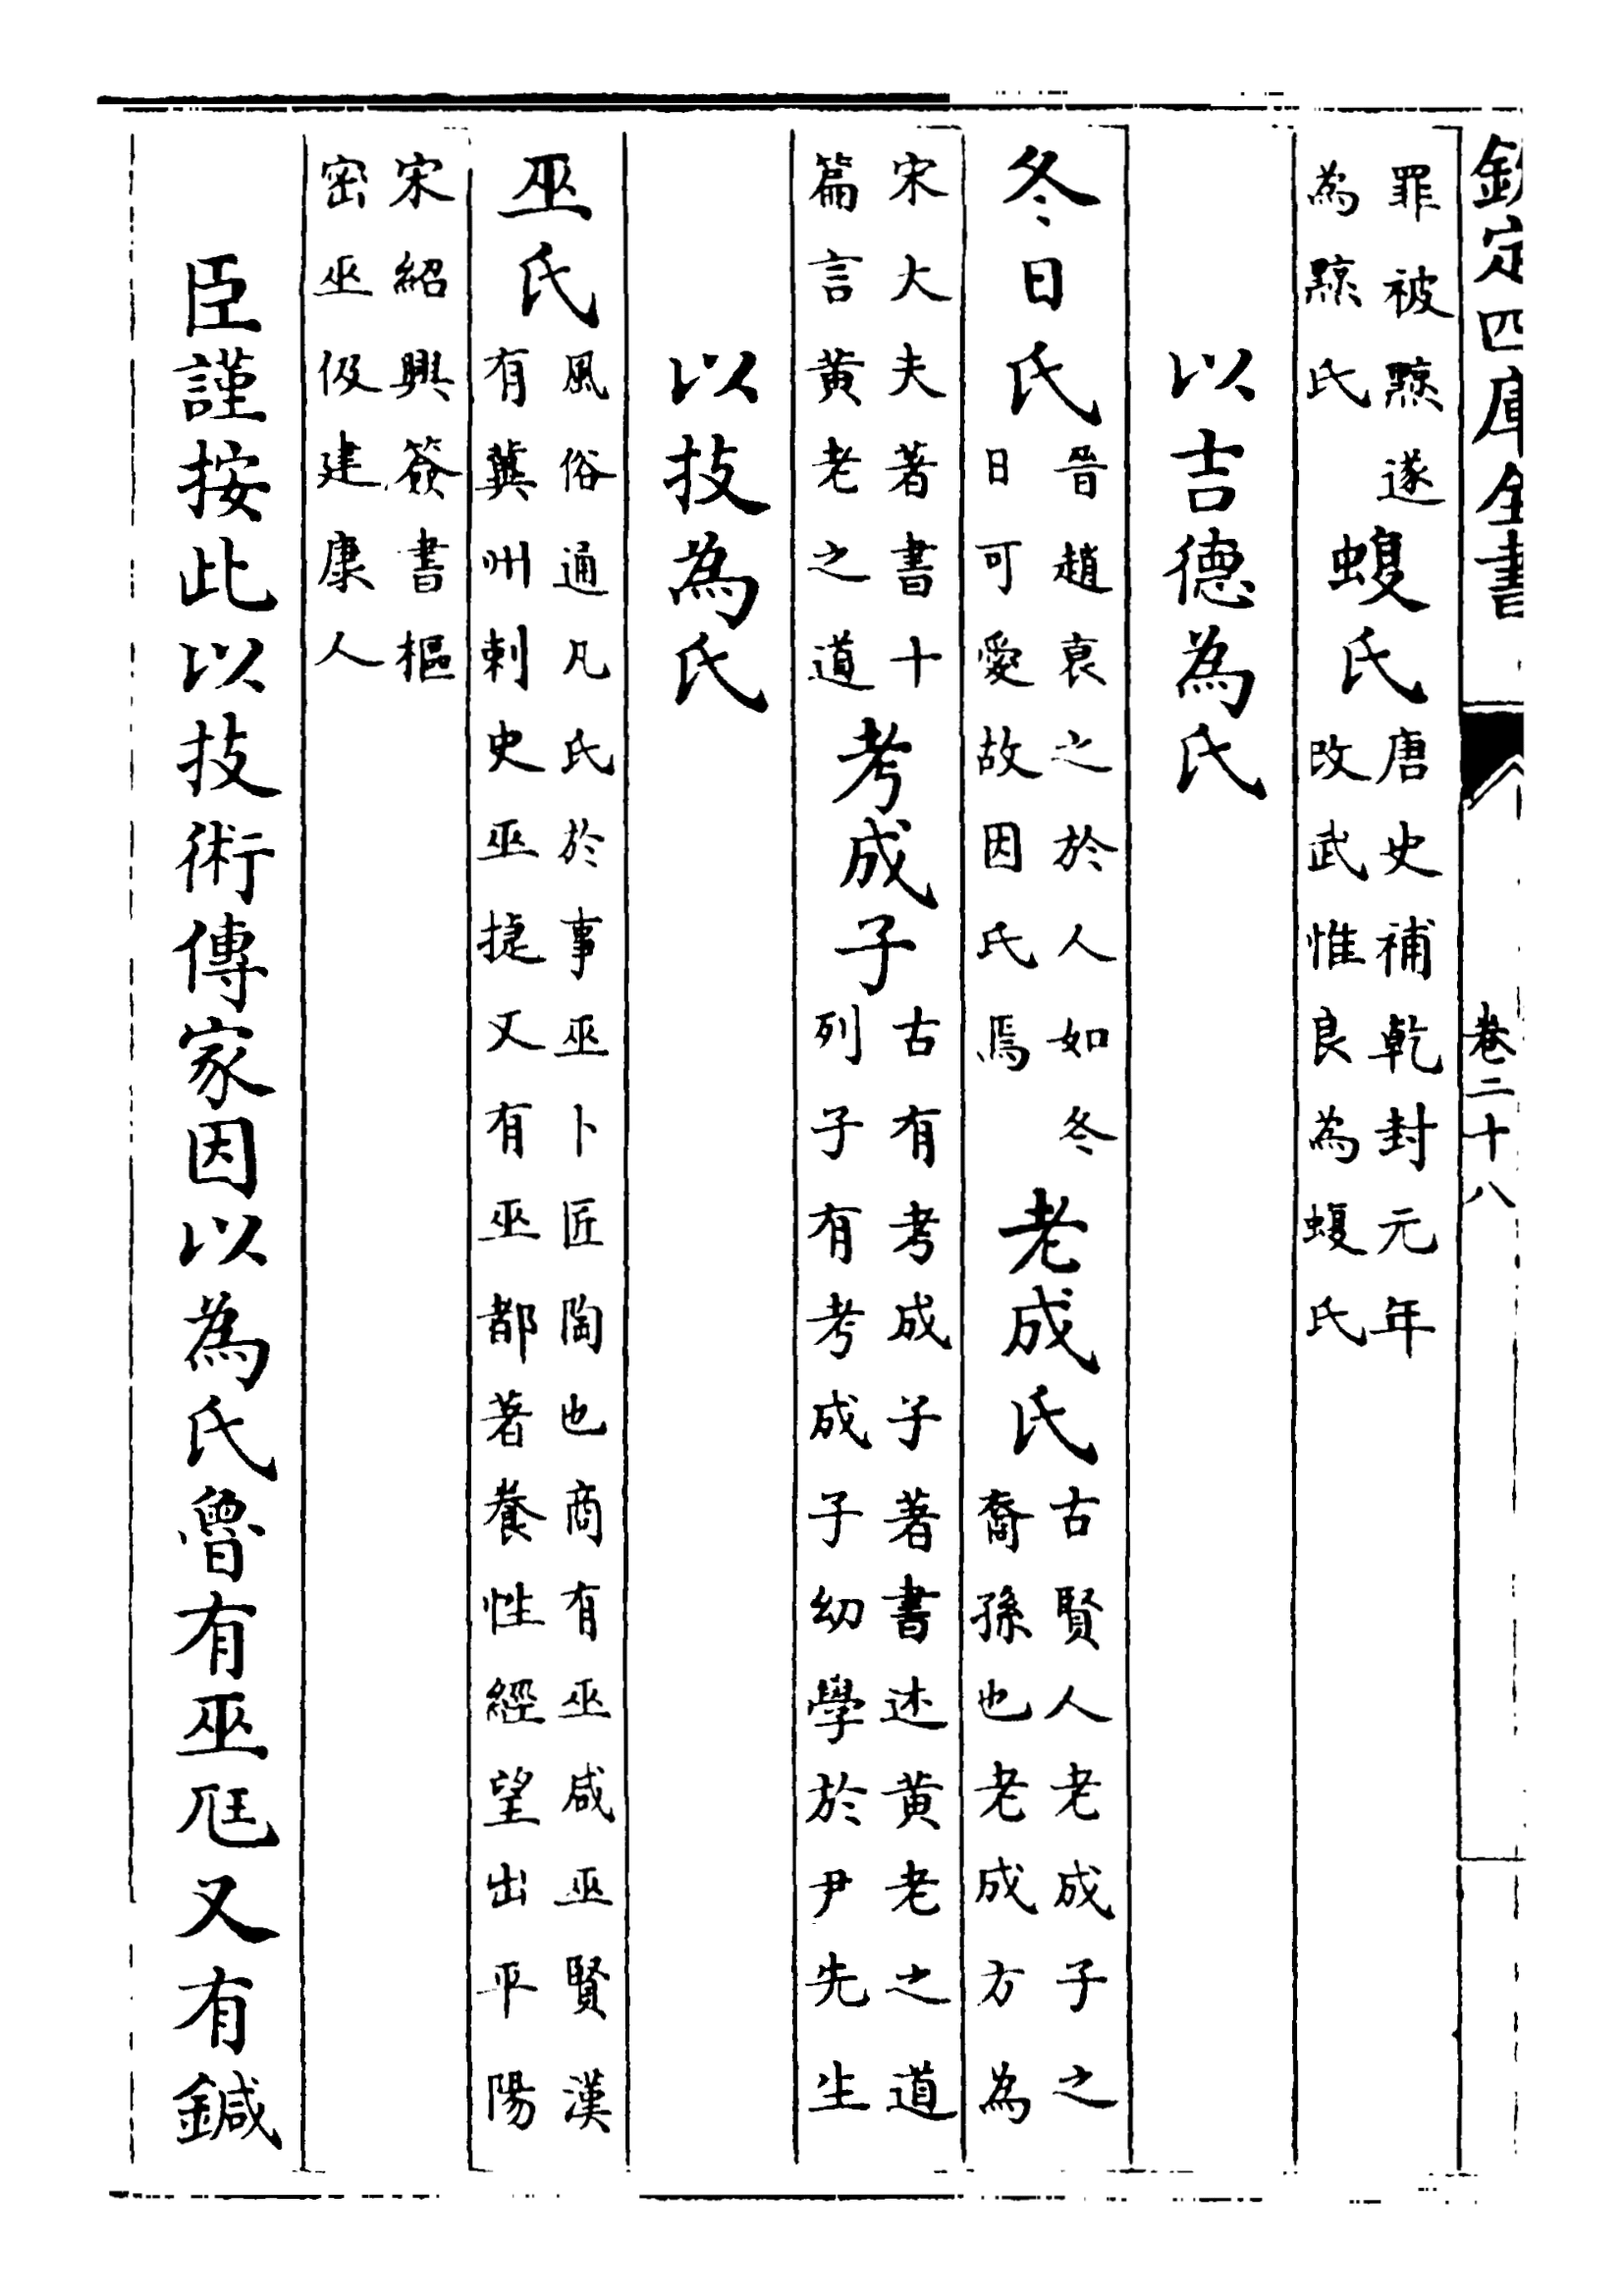 欽定四庫全書
卷二十八
罪被黥遂
為黥氏
蝮氏
唐史補乾封元年
改武惟良為蝮氏
以吉德為氏
冬日氏
晉趙衰之於人如冬
日可愛故因氏焉
老成氏
古賢人老成子之
裔孫也老成方為
宋大夫著書十
篇言黄老之道
考成子
古有考成子著書述黄老之道
列子有考成子幼學於尹先生
以技為氏
巫氏
風俗通凡氏於事巫卜匠陶也商有巫咸巫賢漢
有冀州刺史巫捷又有巫都著養性經望出平陽
宋紹興簽書樞
密巫伋建康人
臣謹按此以技術傳家因以為氏魯有巫尫又有鍼